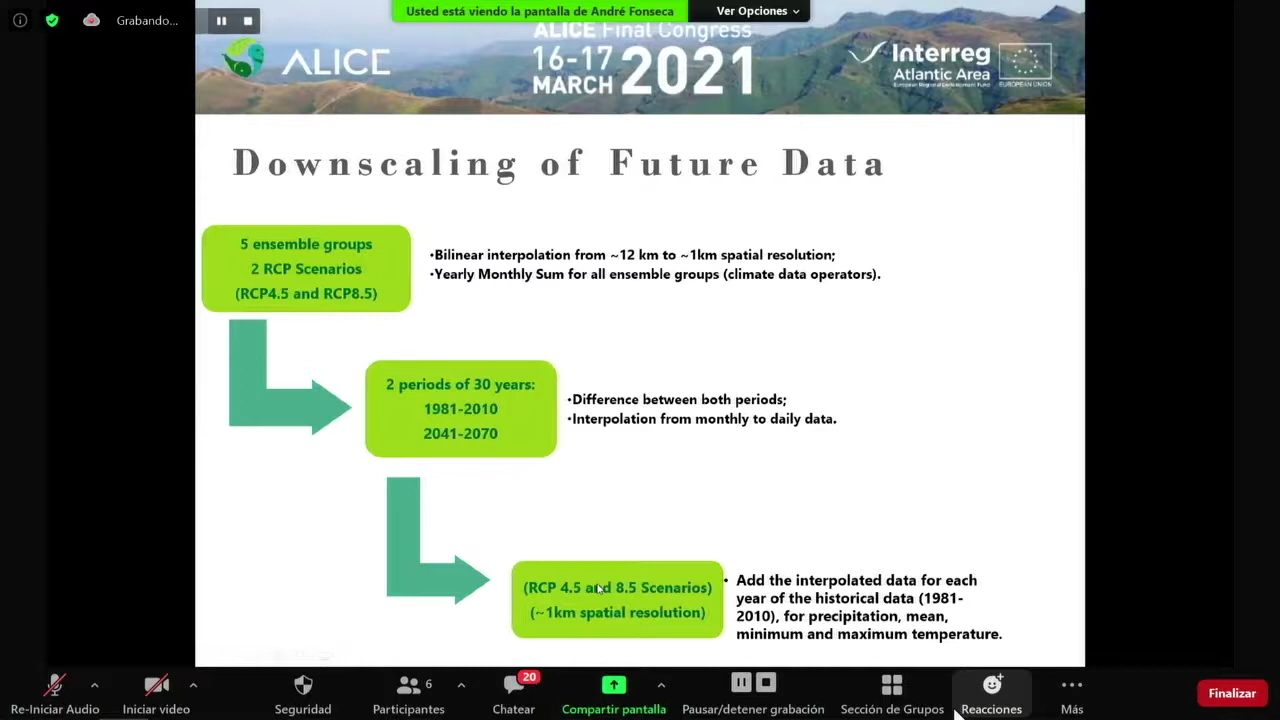 Grabando...
Usted está viendo la pantalla de André Fonseca
Ver Opciones
ALICE
ALICE Final Congress
16-17
MARCH 2021
Interreg
Atlantic Area
European Regional Development Fund
EUROPEAN UNION
Downscaling of Future Data
5 ensemble groups
2 RCP Scenarios
(RCP4.5 and RCP8.5)
•Bilinear interpolation from ~12 km to ~1km spatial resolution;
•Yearly Monthly Sum for all ensemble groups (climate data operators).
2 periods of 30 years:
1981-2010
2041-2070
•Difference between both periods;
•Interpolation from monthly to daily data.
(RCP 4.5 and 8.5 Scenarios)
(~1km spatial resolution)
• Add the interpolated data for each
year of the historical data (1981-
2010), for precipitation, mean,
minimum and maximum temperature.
Re-Iniciar Audio
Iniciar video
Seguridad
6
Participantes
20
Chatear
Compartir pantalla
Pausar/detener grabación
Sección de Grupos
Reacciones
Más
Finalizar